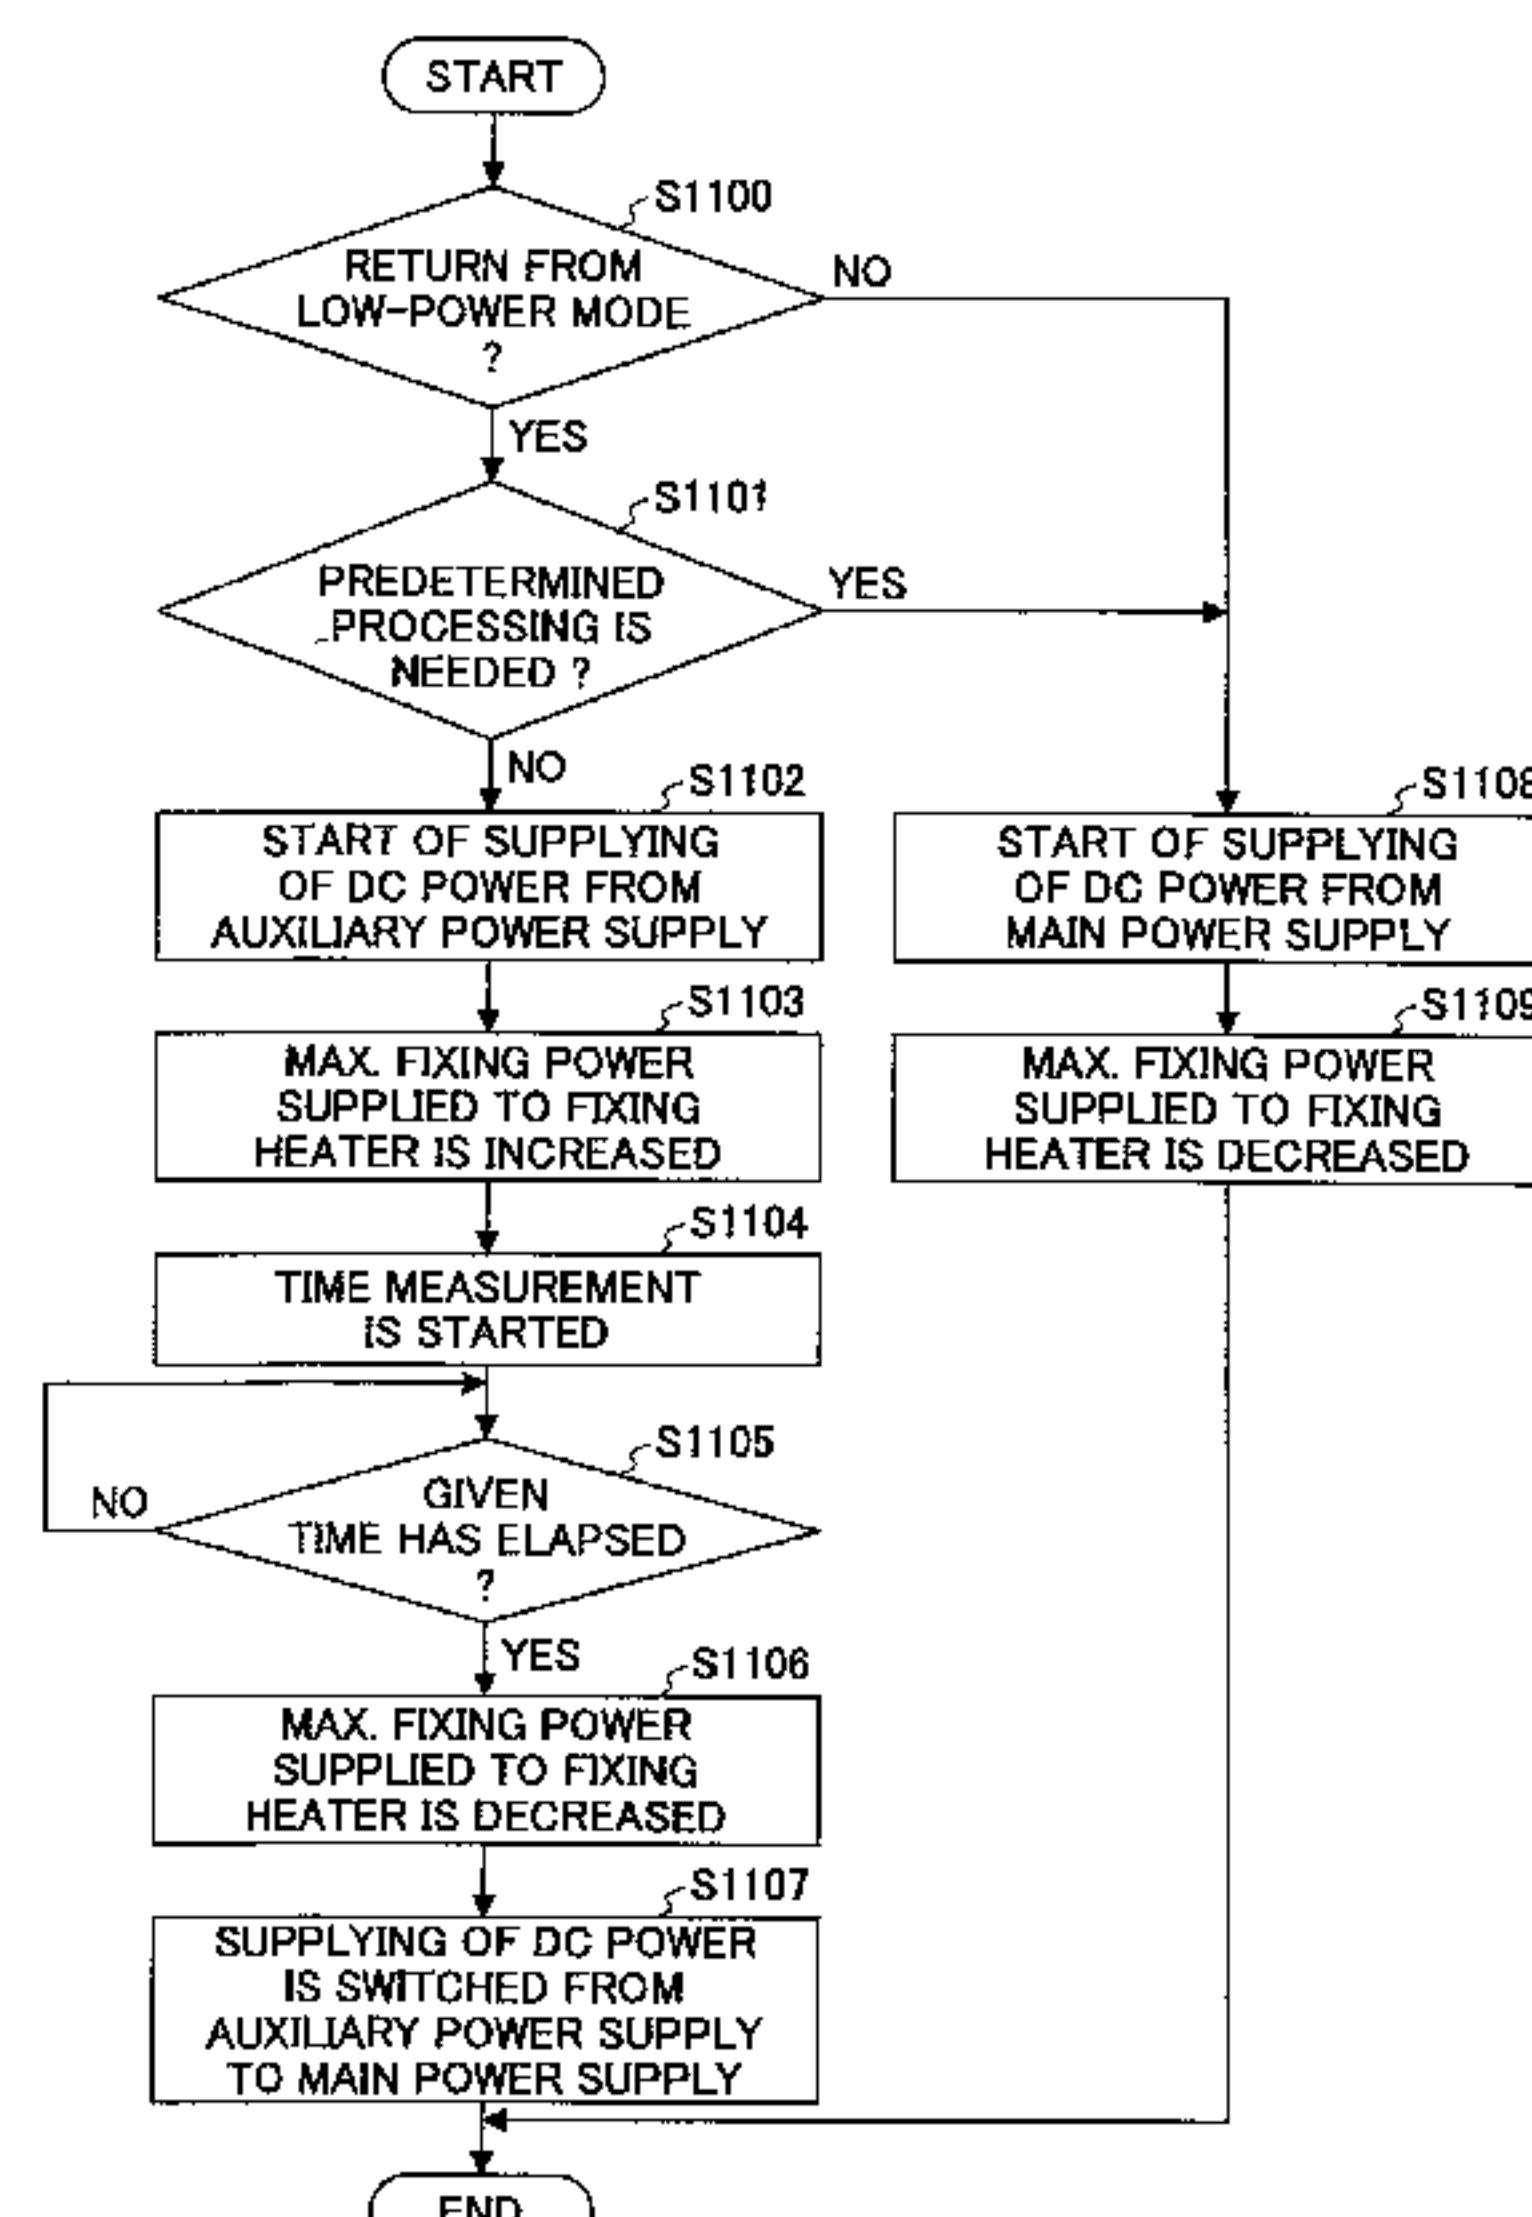 START
S1100
RETURN FROM
LOW-POWER MODE
?
NO
YES
S1101
PREDETERMINED
PROCESSING IS
NEEDED ?
YES
NO
S1102
START OF SUPPLYING
OF DC POWER FROM
AUXILIARY POWER SUPPLY
S1108
START OF SUPPLYING
OF DC POWER FROM
MAIN POWER SUPPLY
S1103
MAX. FIXING POWER
SUPPLIED TO FIXING
HEATER IS INCREASED
S1109
MAX. FIXING POWER
SUPPLIED TO FIXING
HEATER IS DECREASED
S1104
TIME MEASUREMENT
IS STARTED
S1105
GIVEN
TIME HAS ELAPSED
?
NO
YES
S1106
MAX. FIXING POWER
SUPPLIED TO FIXING
HEATER IS DECREASED
S1107
SUPPLYING OF DC POWER
IS SWITCHED FROM
AUXILIARY POWER SUPPLY
TO MAIN POWER SUPPLY
END